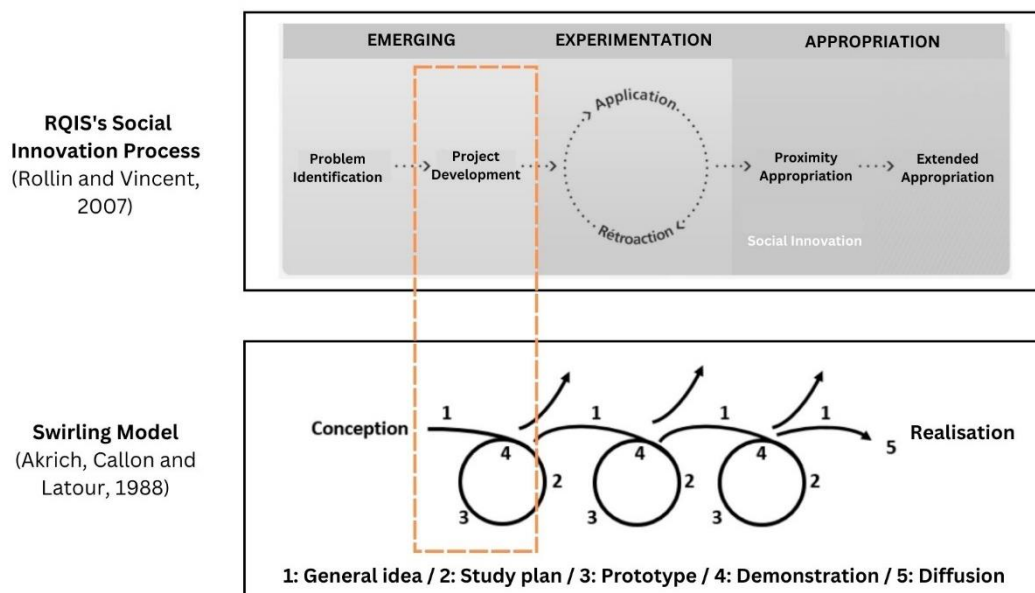 RQIS's Social
Innovation Process
(Rollin and Vincent,
2007)
EMERGING
EXPERIMENTATION
APPROPRIATION
Problem
Identification
Project
Development
Application
Rétroaction
Proximity
Appropriation
Extended
Appropriation
Social Innovation
Swirling Model
(Akrich, Callon and
Latour, 1988)
Conception
1
4
2
3
1
4
2
3
1
4
2
3
1
5
Realisation
1: General idea / 2: Study plan / 3: Prototype / 4: Demonstration / 5: Diffusion